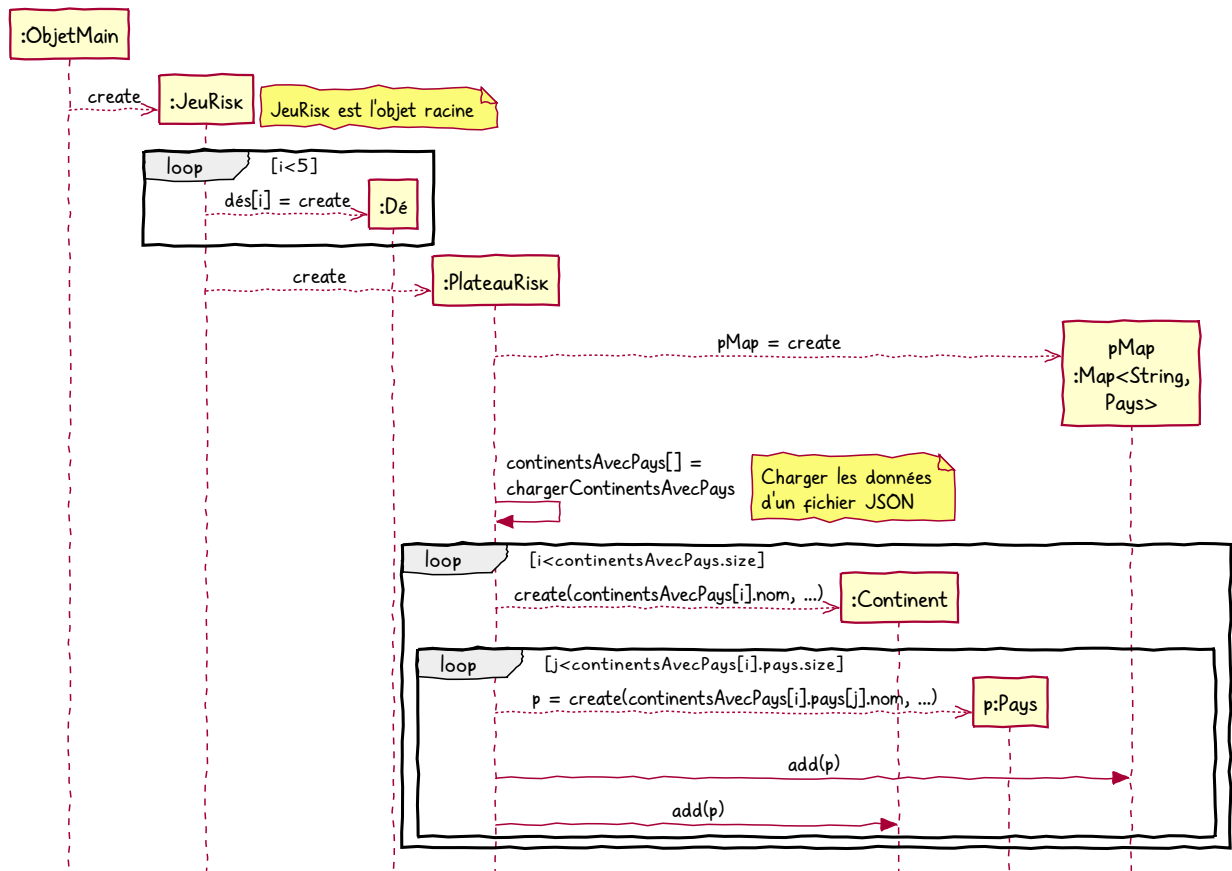 :ObjetMain
create
:JeuRisk
JeuRisk est l'objet racine
loop
[i<5]
dés[i] = create
:Dé
create
:PlateauRisk
pMap = create
pMap
:Map<String,
Pays>
continentsAvecPays[] =
chargerContinentsAvecPays
Charger les données
d'un fichier JSON
loop
[i<continentsAvecPays.size]
create(continentsAvecPays[i].nom, ...)
:Continent
loop
[j<continentsAvecPays[i].pays.size]
p = create(continentsAvecPays[i].pays[j].nom, ...)
p:Pays
add(p)
add(p)